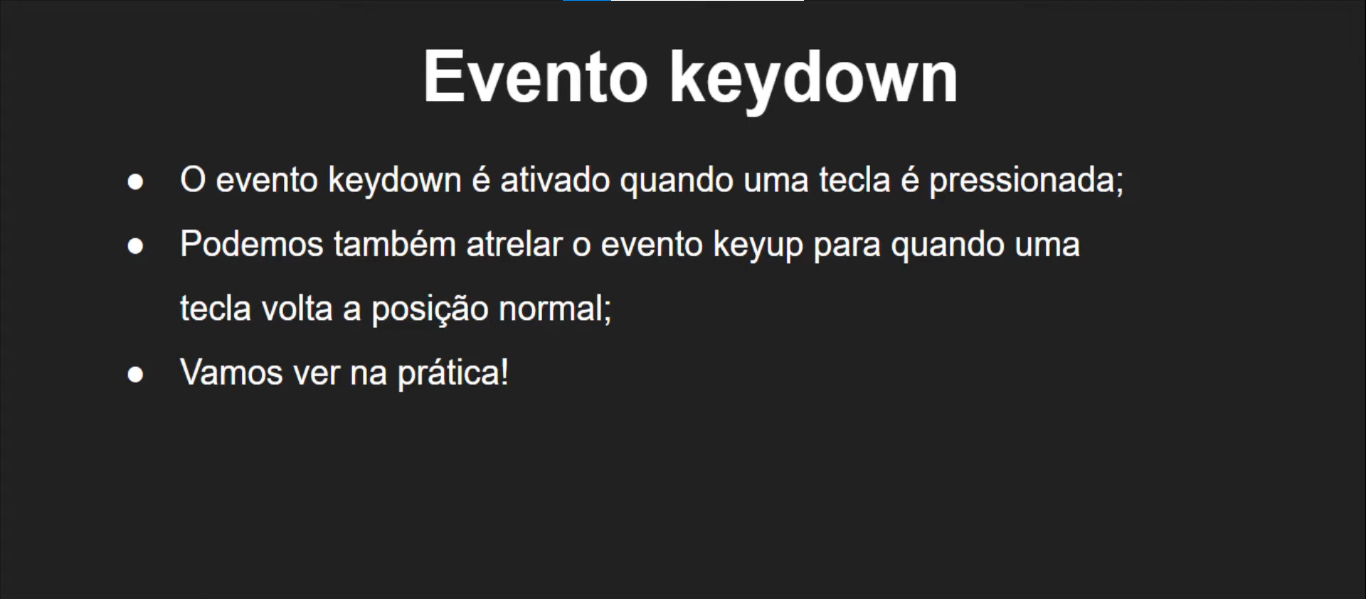 Evento keydown
● O evento keydown é ativado quando uma tecla é pressionada;
● Podemos também atrelar o evento keyup para quando uma
tecla volta a posição normal;
● Vamos ver na prática!